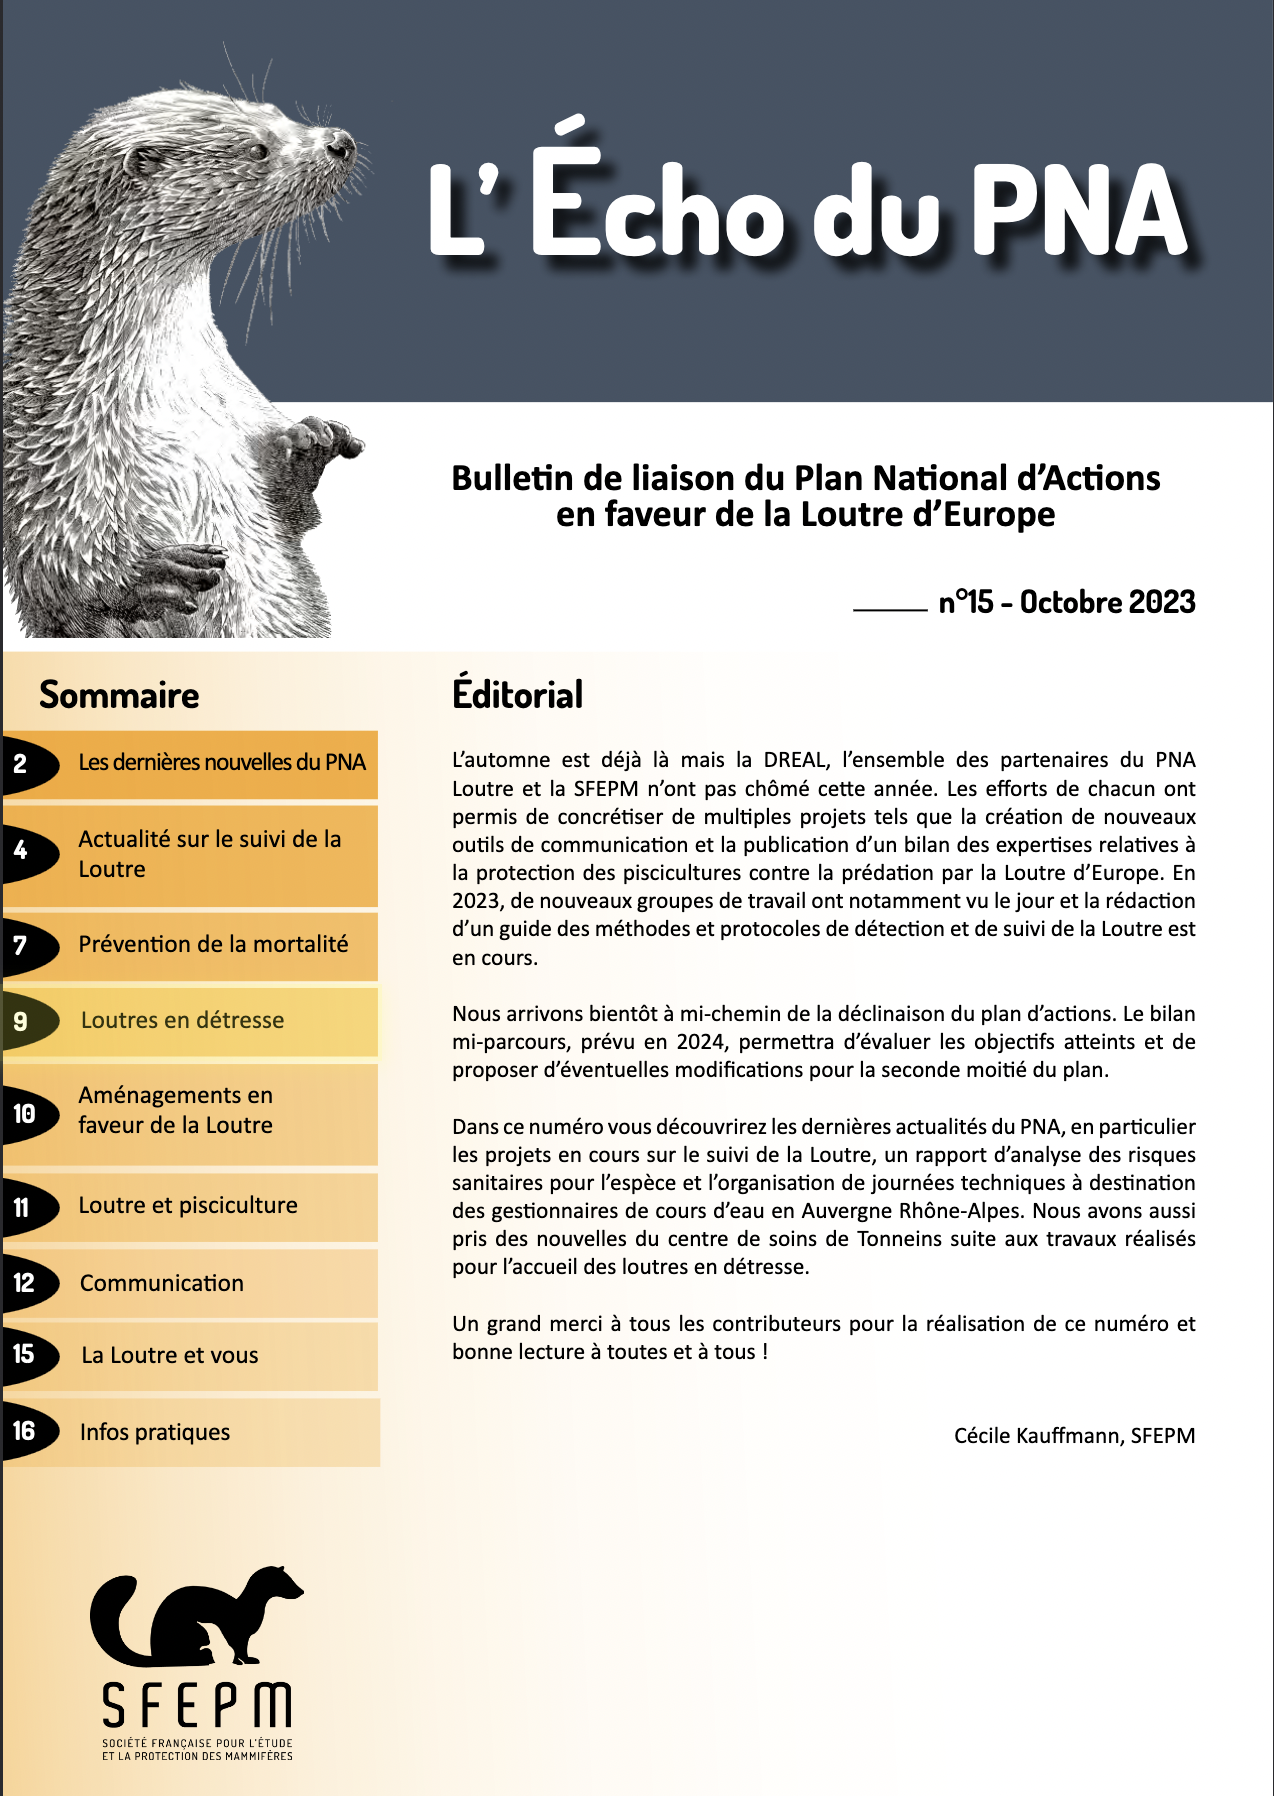 L' Écho du PNA
Bulletin de liaison du Plan National d’Actions
en faveur de la Loutre d’Europe
n°15 - Octobre 2023
Sommaire
2 Les dernières nouvelles du PNA
4 Actualité sur le suivi de la
Loutre
7 Prévention de la mortalité
9 Loutres en détresse
10 Aménagements en
faveur de la Loutre
11 Loutre et pisciculture
12 Communication
15 La Loutre et vous
16 Infos pratiques
Éditorial
L’automne est déjà là mais la DREAL, l’ensemble des partenaires du PNA
Loutre et la SFEPM n’ont pas chômé cette année. Les efforts de chacun ont
permis de concrétiser de multiples projets tels que la création de nouveaux
outils de communication et la publication d’un bilan des expertises relatives à
la protection des piscicultures contre la prédation par la Loutre d’Europe. En
2023, de nouveaux groupes de travail ont notamment vu le jour et la rédaction
d’un guide des méthodes et protocoles de détection et de suivi de la Loutre est
en cours.
Nous arrivons bientôt à mi-chemin de la déclinaison du plan d’actions. Le bilan
mi-parcours, prévu en 2024, permettra d’évaluer les objectifs atteints et de
proposer d’éventuelles modifications pour la seconde moitié du plan.
Dans ce numéro vous découvrirez les dernières actualités du PNA, en particulier
les projets en cours sur le suivi de la Loutre, un rapport d’analyse des risques
sanitaires pour l’espèce et l’organisation de journées techniques à destination
des gestionnaires de cours d’eau en Auvergne Rhône-Alpes. Nous avons aussi
pris des nouvelles du centre de soins de Tonneins suite aux travaux réalisés
pour l’accueil des loutres en détresse.
Un grand merci à tous les contributeurs pour la réalisation de ce numéro et
bonne lecture à toutes et à tous !
Cécile Kauffmann, SFEPM
SFEPM
SOCIÉTÉ FRANÇAISE POUR L'ÉTUDE
ET LA PROTECTION DES MAMMIFÈRES